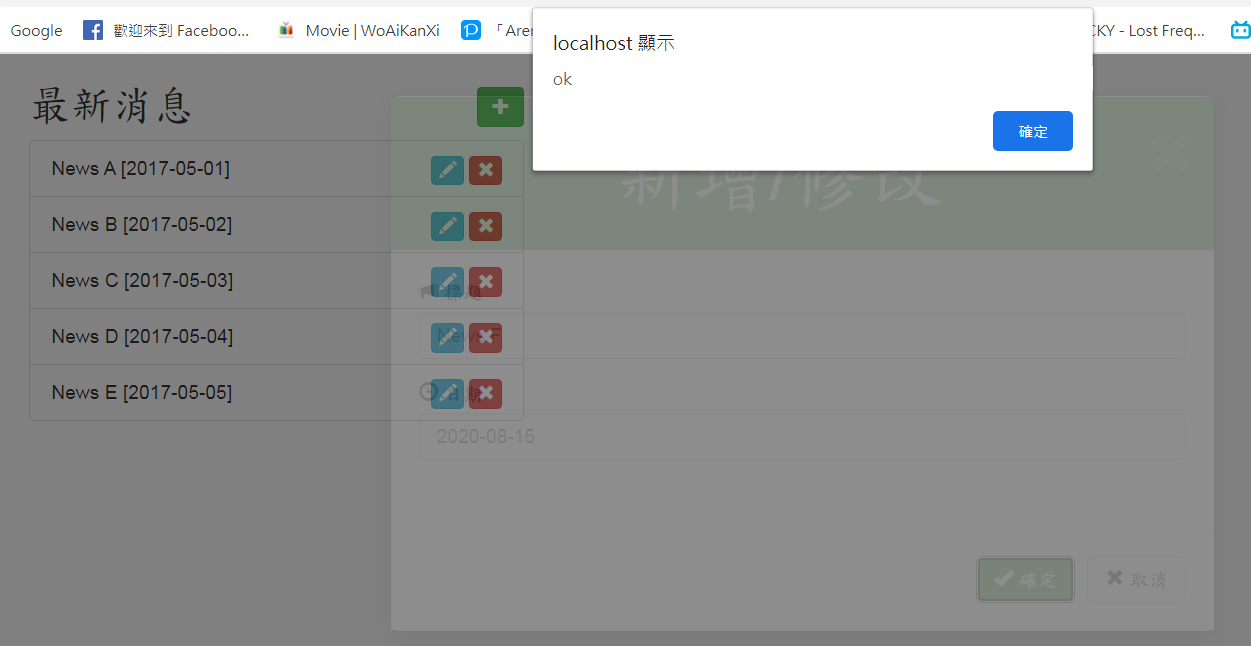 Google 歡迎來到 Faceboo... Movie | WoAiKanXi 「Aren CKY - Lost Freq...
localhost 顯示
ok
確定
最新消息
新增/修改
News A [2017-05-01]
News B [2017-05-02]
News C [2017-05-03]
News D [2017-05-04]
News E [2017-05-05]
標題
News F
日期
2020-08-15
確定 取消